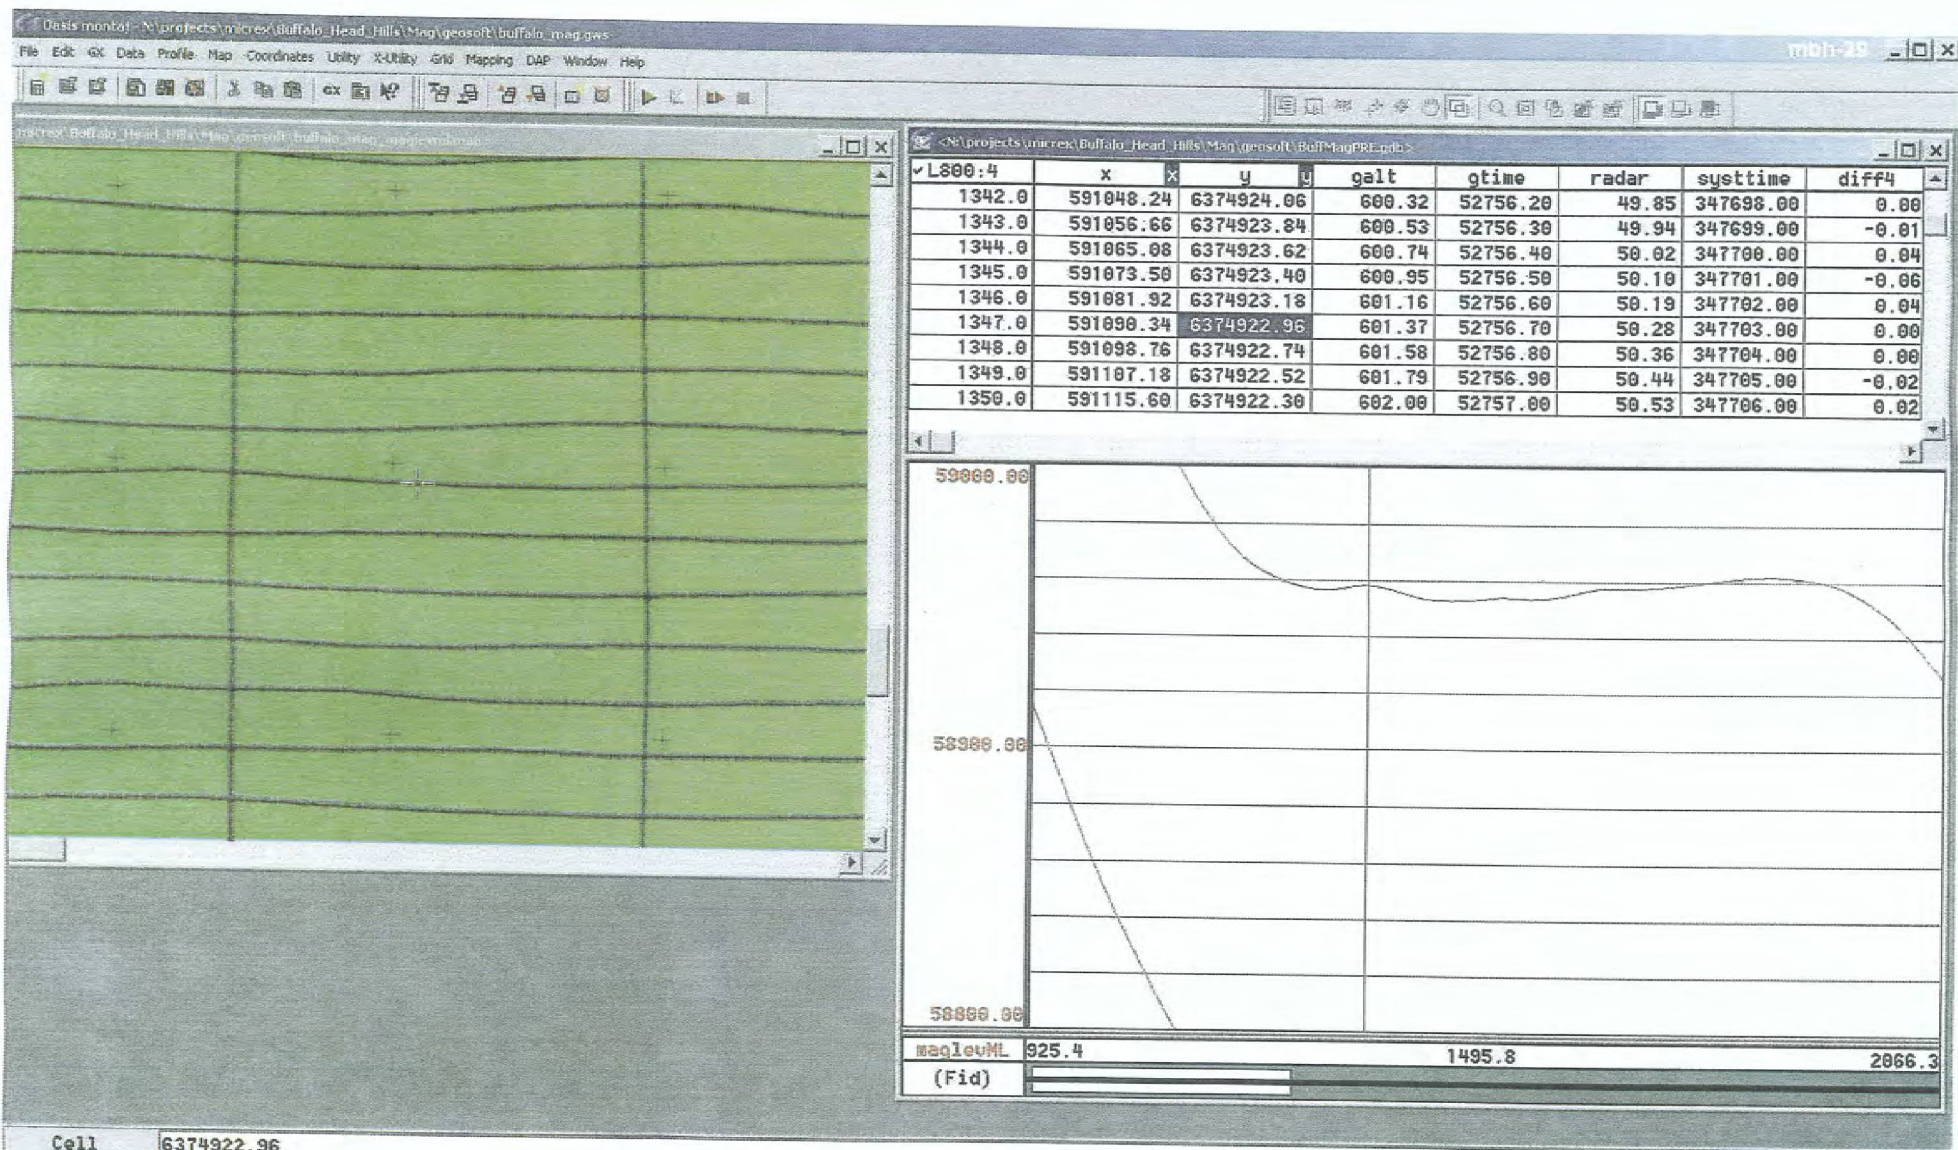 Oasis montaj - N:\projects\micrex\Buffalo_Head_Hills\Mag\geosoft\buffalo_mag.gws
mbh-29
File Edit GX Data Profile Map Coordinates Utility X-Utility Grid Mapping DAP Window Help
GX
<N:\projects\micrex\Buffalo_Head_Hills\Mag\geosoft\BuffMagPRE.gdb>
L800:4 x x y y galt gtime radar systtime diff4
1342.0 591048.24 6374924.06 600.32 52756.20 49.85 347698.00 0.00
1343.0 591056.66 6374923.84 600.53 52756.30 49.94 347699.00 -0.01
1344.0 591065.08 6374923.62 600.74 52756.40 50.02 347700.00 0.04
1345.0 591073.50 6374923.40 600.95 52756.50 50.10 347701.00 -0.06
1346.0 591081.92 6374923.18 601.16 52756.60 50.19 347702.00 0.04
1347.0 591090.34 6374922.96 601.37 52756.70 50.28 347703.00 0.00
1348.0 591098.76 6374922.74 601.58 52756.80 50.36 347704.00 0.00
1349.0 591107.18 6374922.52 601.79 52756.90 50.44 347705.00 -0.02
1350.0 591115.60 6374922.30 602.00 52757.00 50.53 347706.00 0.02
59000.00
58900.00
58800.00
maglevML 925.4 1495.8 2066.3
(Fid)
Cell 6374922.96